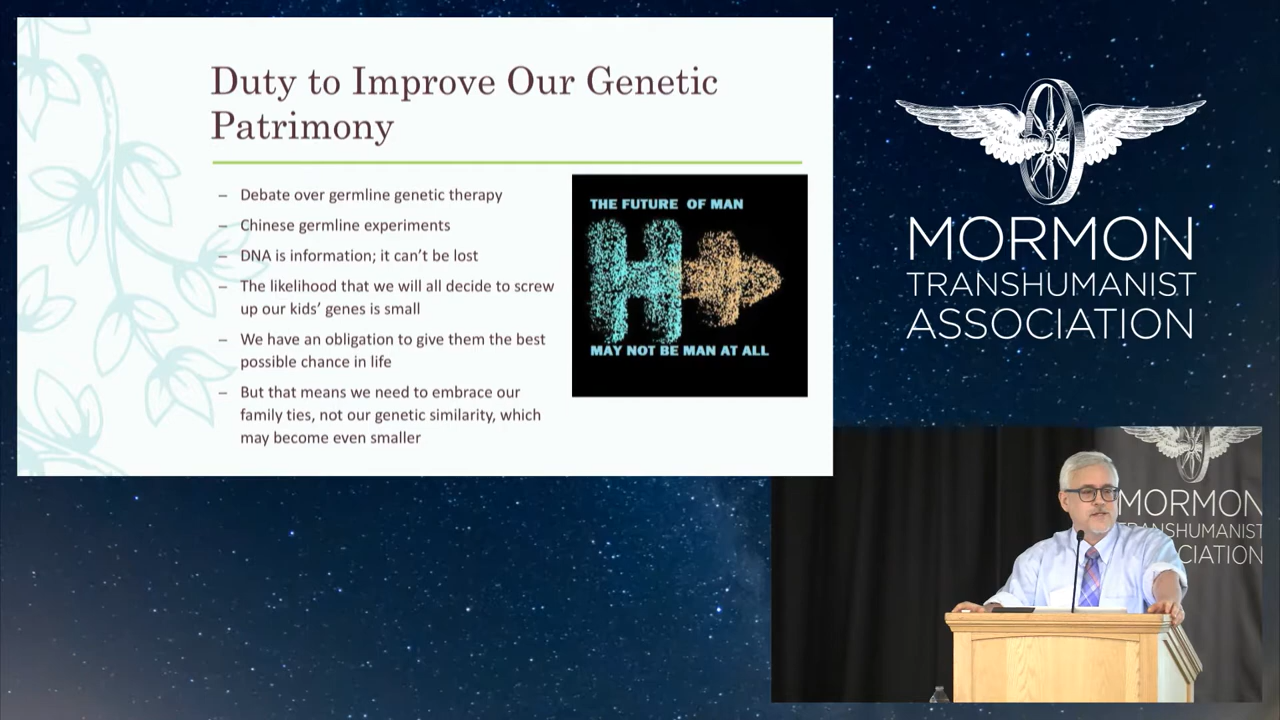 Duty to Improve Our Genetic
Patrimony
– Debate over germline genetic therapy
– Chinese germline experiments
– DNA is information; it can't be lost
– The likelihood that we will all decide to screw
up our kids' genes is small
– We have an obligation to give them the best
possible chance in life
– But that means we need to embrace our
family ties, not our genetic similarity, which
may become even smaller
THE FUTURE OF MAN
H+
MAY NOT BE MAN AT ALL
MORMON
TRANSHUMANIST
ASSOCIATION
MORMON
TRANSHUMANIST
CIATION